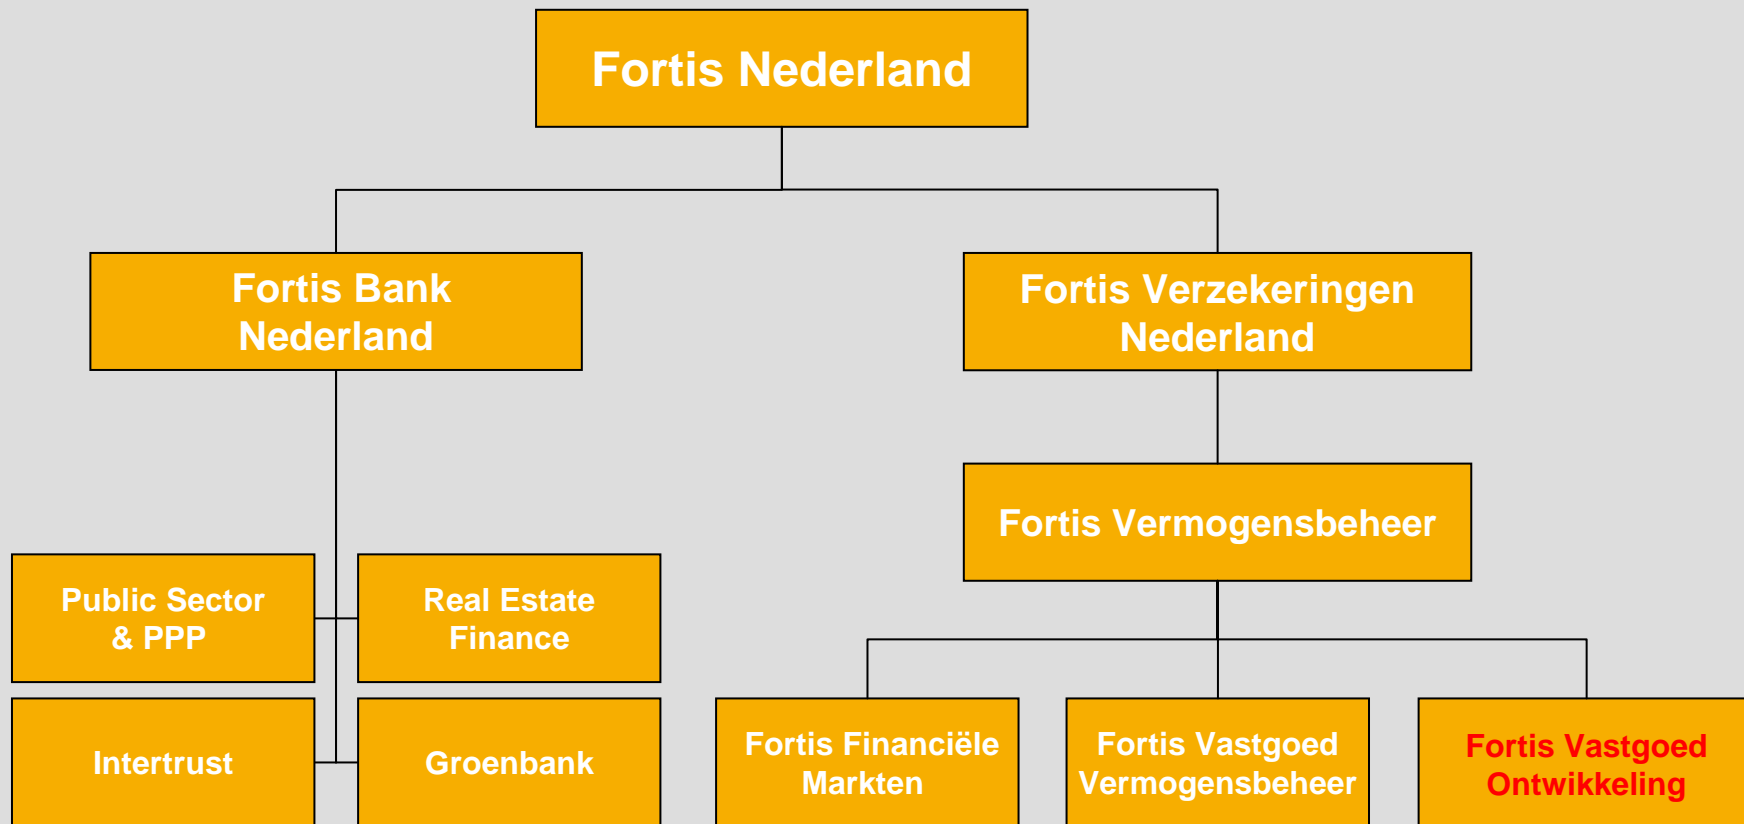 Fortis Nederland
Fortis Bank
Nederland
Fortis Verzekeringen
Nederland
Fortis Vermogensbeheer
Public Sector
& PPP
Real Estate
Finance
Intertrust
Groenbank
Fortis Financiële
Markten
Fortis Vastgoed
Vermogensbeheer
Fortis Vastgoed
Ontwikkeling